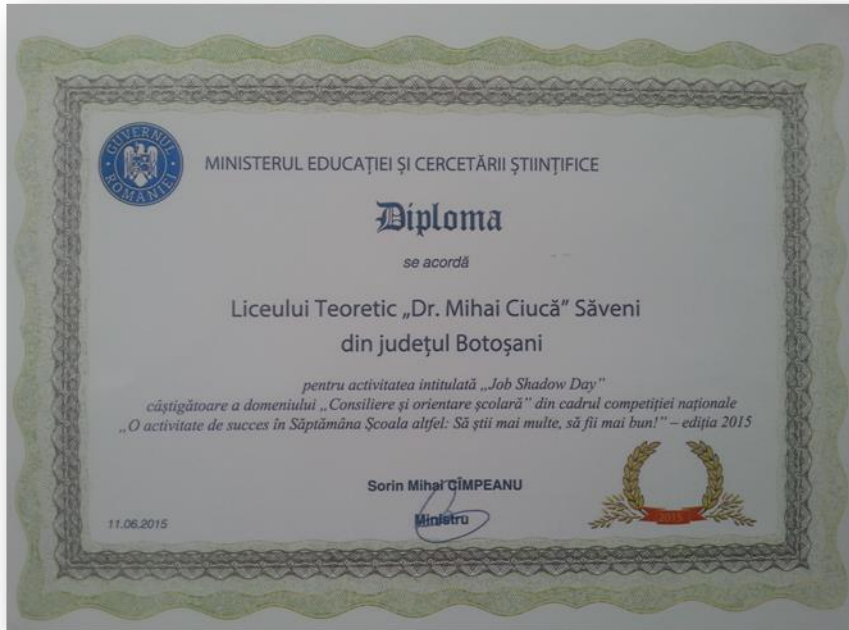 GUVERNUL ROMÂNIEI
MINISTERUL EDUCAȚIEI ȘI CERCETĂRII ȘTIINȚIFICE
Diploma
se acordă
Liceului Teoretic „Dr. Mihai Ciucă” Săveni
din județul Botoșani
pentru activitatea intitulată „Job Shadow Day”
câștigătoare a domeniului „Consiliere și orientare școlară” din cadrul competiției naționale
„O activitate de succes în Săptămâna Școala altfel: Să știi mai multe, să fii mai bun!” – ediția 2015
Sorin Mihai CÎMPEANU
Ministru
11.06.2015
2015